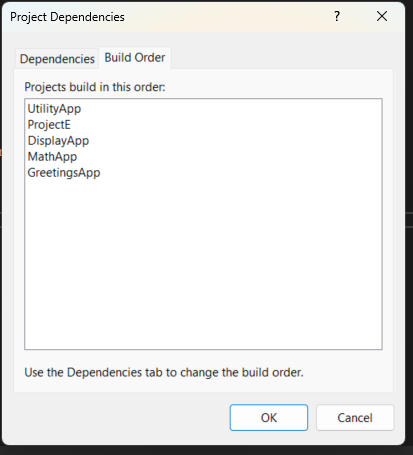 Project Dependencies
?
Dependencies
Build Order
Projects build in this order:
UtilityApp
ProjectE
DisplayApp
MathApp
GreetingsApp
Use the Dependencies tab to change the build order.
OK
Cancel